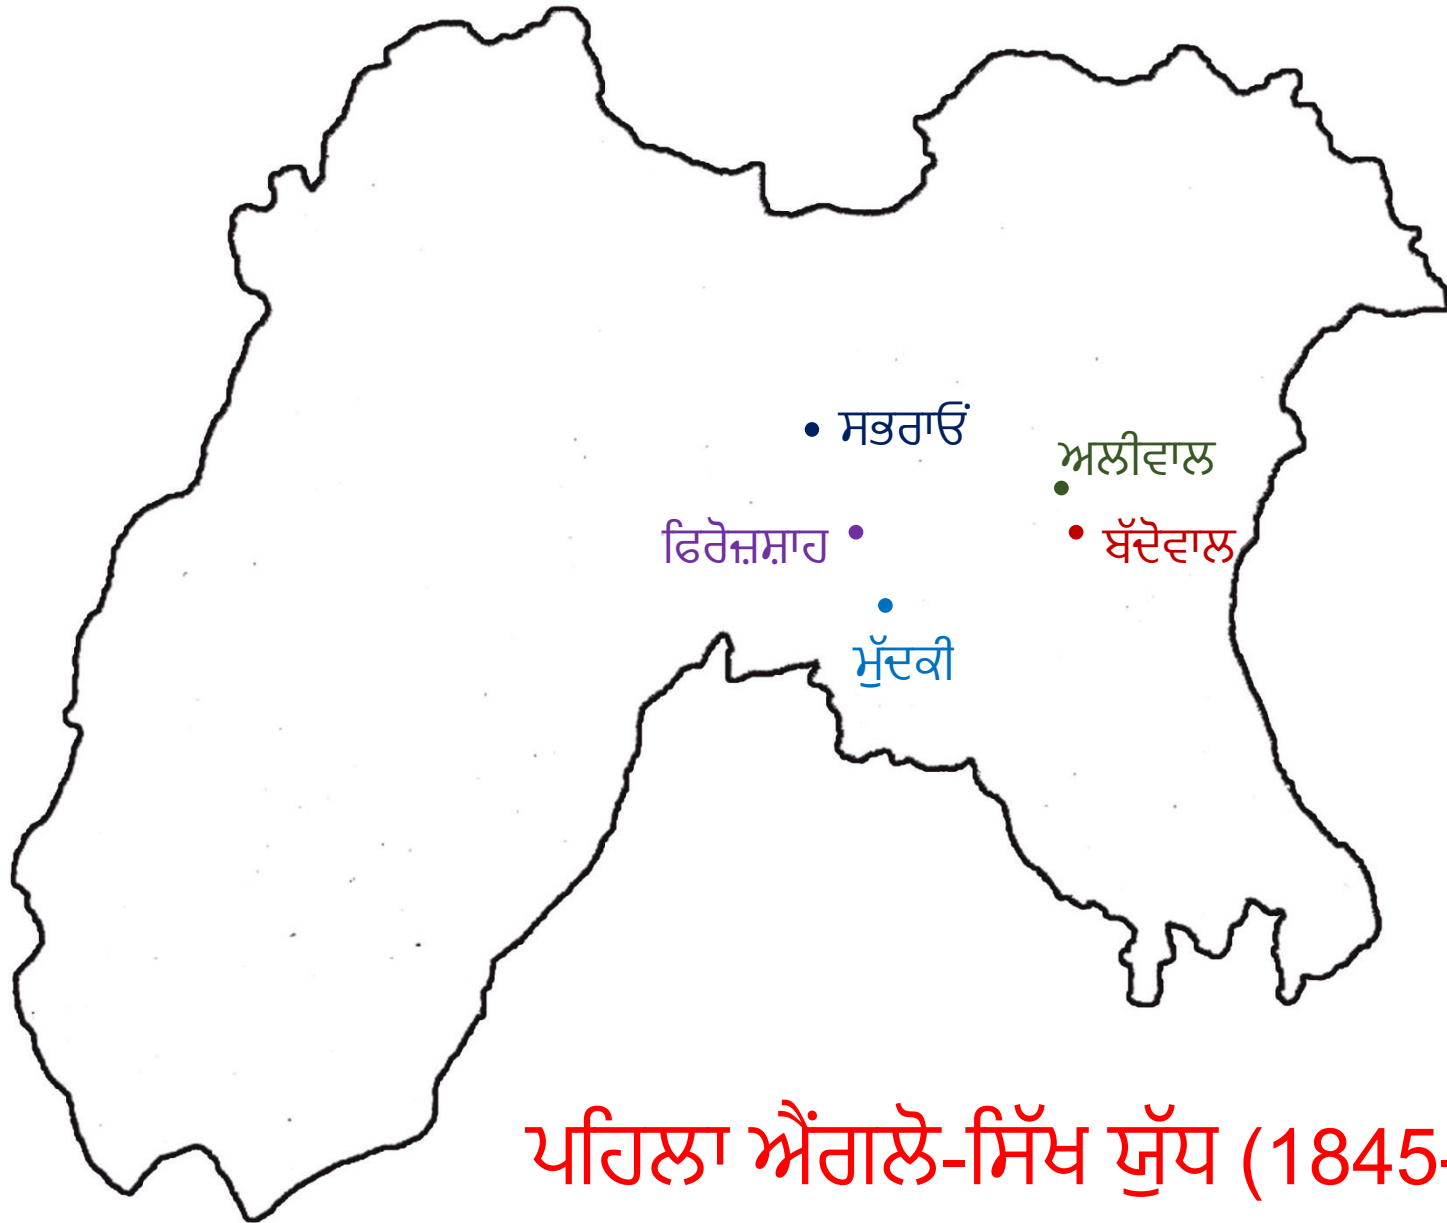 ਸਭਰਾਓਂ
ਅਲੀਵਾਲ
ਫਿਰੋਜ਼ਸ਼ਾਹ
ਬੱਦੋਵਾਲ
ਮੁੱਦਕੀ
ਪਹਿਲਾ ਐਂਗਲੋ-ਸਿੱਖ ਯੁੱਧ (1845-